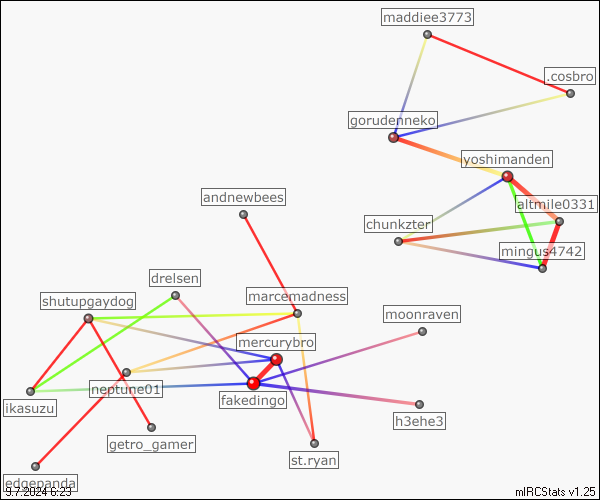 maddiee3773
.cosbro
gorudenneko
yoshimanden
andnewbees
altmile0331
chunkzter
mingus4742
drelsen
shutupgaydog
marcemadness
moonraven
mercurybro
neptune01
fakedingo
ikasuzu
h3ehe3
getro_gamer
st.ryan
edgepanda
9.7.2024 6:23
mIRCStats v1.25